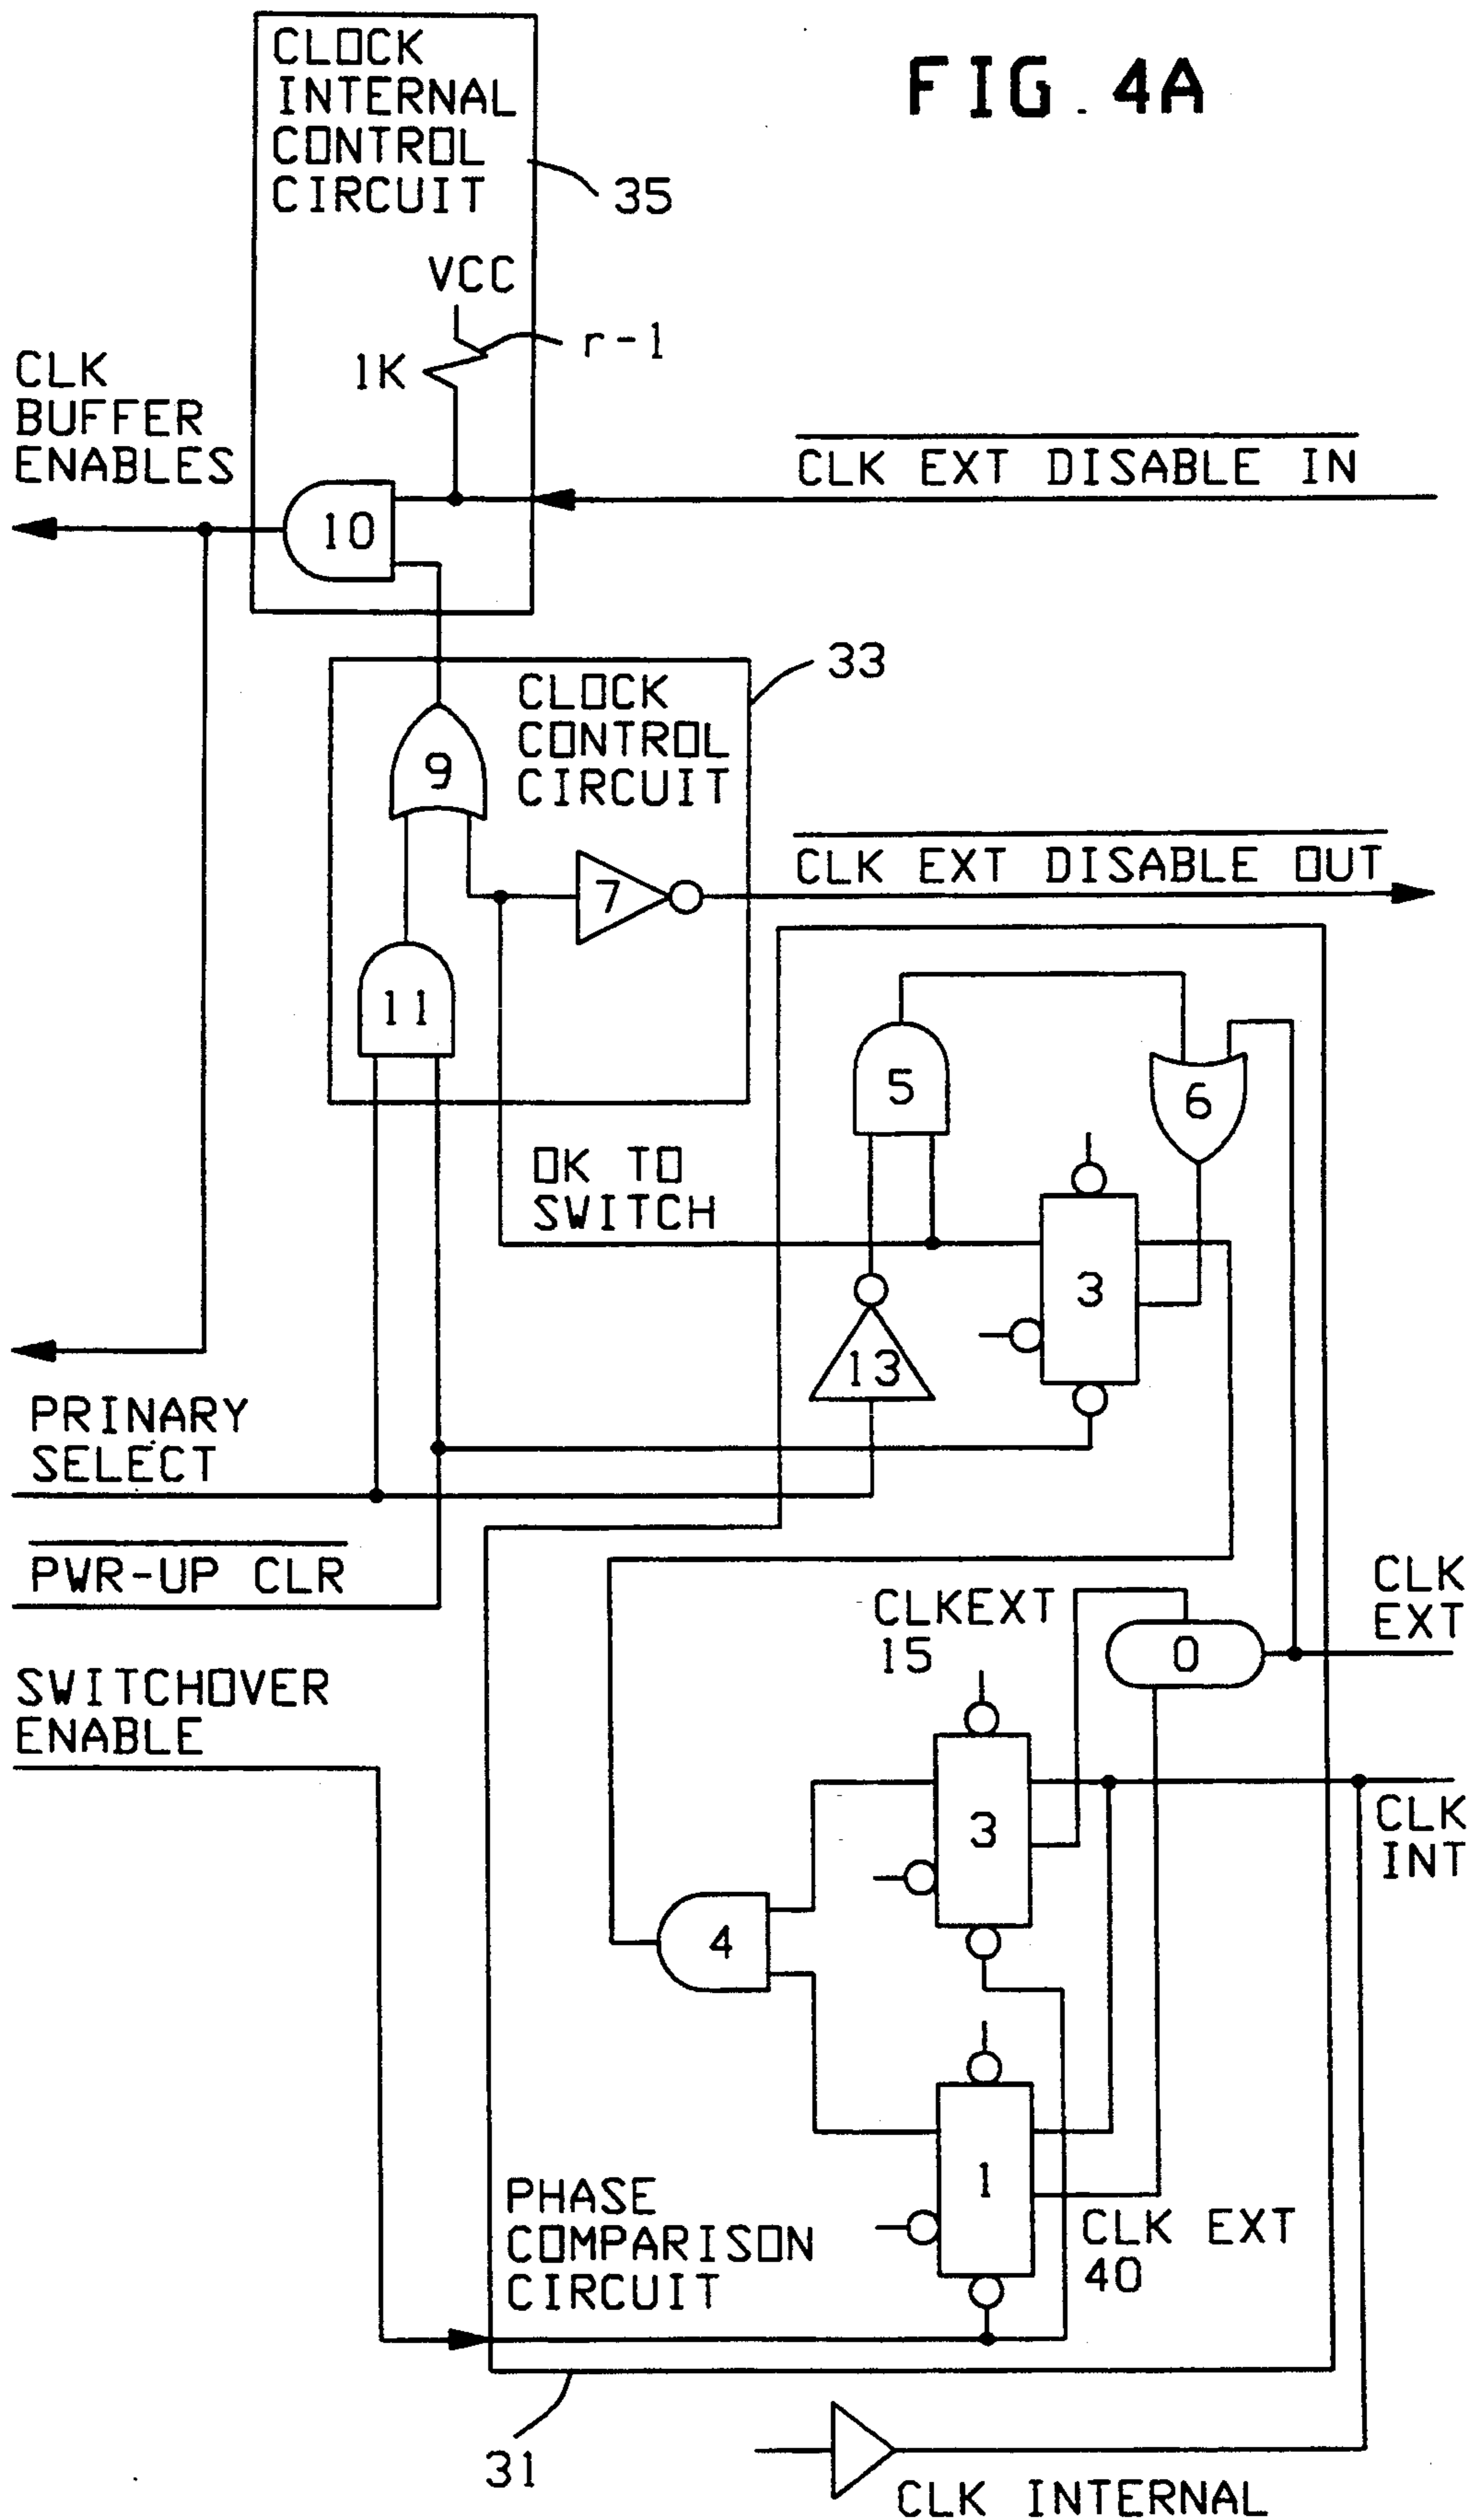 FIG. 4A
CLOCK
INTERNAL
CONTROL
CIRCUIT
35
VCC
r-1
1K
CLK
BUFFER
ENABLES
CLK EXT DISABLE IN
10
33
CLOCK
CONTROL
CIRCUIT
9
CLK EXT DISABLE OUT
7
11
5
6
OK TO
SWITCH
3
13
PRINARY
SELECT
PWR-UP CLR
CLKEXT
15
0
CLK
EXT
SWITCHOVER
ENABLE
3
CLK
INT
4
1
PHASE
COMPARISON
CIRCUIT
CLK EXT
40
31
CLK INTERNAL